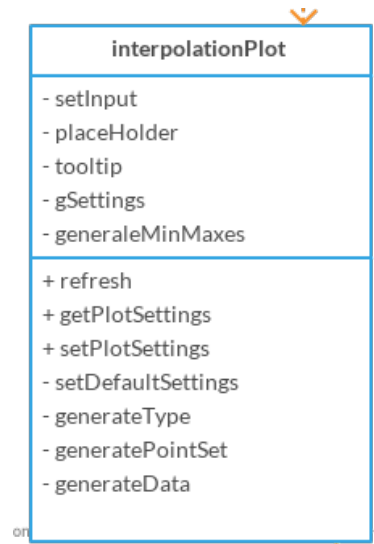 interpolationPlot
- setInput
- placeHolder
- tooltip
- gSettings
- generaleMinMaxes
+ refresh
+ getPlotSettings
+ setPlotSettings
- setDefaultSettings
- generateType
- generatePointSet
- generateData